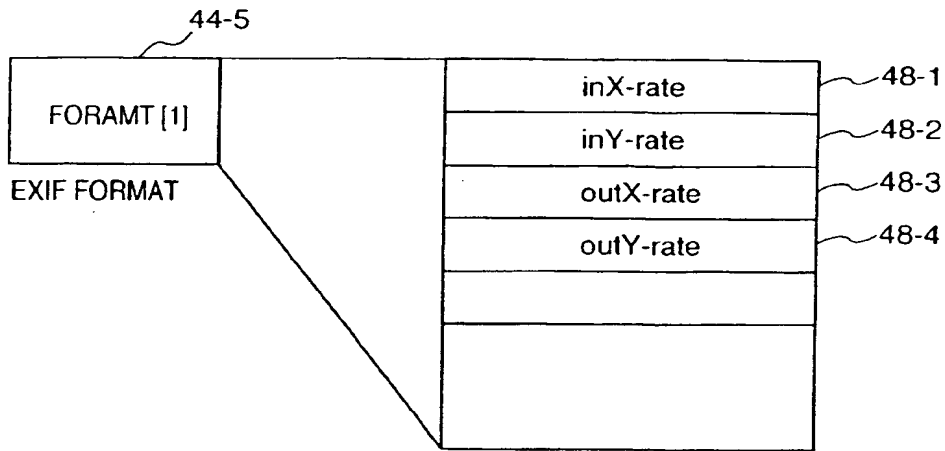 44-5
FORAMT [1]
EXIF FORMAT
inX-rate
48-1
inY-rate
48-2
outX-rate
48-3
outY-rate
48-4